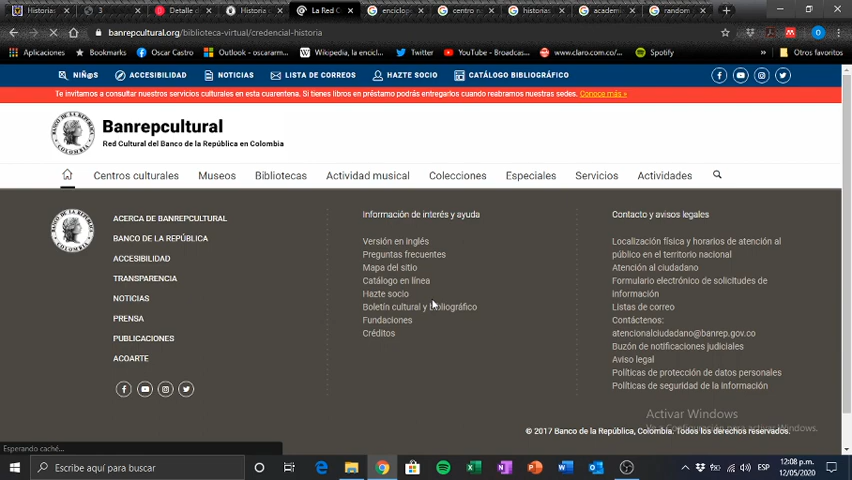 Historias
3
Detalle d
Historia
La Red C
enciclop
centro n
historias
academi
random
banrepcultural.org/biblioteca-virtual/credencial-historia
Aplicaciones
Bookmarks
Oscar Castro
Outlook - oscararm...
Wikipedia, la encicl...
Twitter
YouTube - Broadcas...
www.claro.com.co/...
Spotify
»
Otros favoritos
NIÑ@S
ACCESIBILIDAD
NOTICIAS
LISTA DE CORREOS
HAZTE SOCIO
CATÁLOGO BIBLIOGRÁFICO
Te invitamos a consultar nuestros servicios culturales en esta cuarentena. Si tienes libros en préstamo podrás entregarlos cuando reabramos nuestras sedes. Conoce más »
Banrepcultural
Red Cultural del Banco de la República en Colombia
Centros culturales
Museos
Bibliotecas
Actividad musical
Colecciones
Especiales
Servicios
Actividades
ACERCA DE BANREPCULTURAL
BANCO DE LA REPÚBLICA
ACCESIBILIDAD
TRANSPARENCIA
NOTICIAS
PRENSA
PUBLICACIONES
ACOARTE
Información de interés y ayuda
Versión en inglés
Preguntas frecuentes
Mapa del sitio
Catálogo en línea
Hazte socio
Boletín cultural y bibliográfico
Fundaciones
Créditos
Contacto y avisos legales
Localización física y horarios de atención al
público en el territorio nacional
Atención al ciudadano
Formulario electrónico de solicitudes de
información
Listas de correo
Contáctenos:
atencionalciudadano@banrep.gov.co
Buzón de notificaciones judiciales
Aviso legal
Políticas de protección de datos personales
Políticas de seguridad de la información
Activar Windows
© 2017 Banco de la República, Colombia. Todos los derechos reservados.
Esperando caché...
Escribe aquí para buscar
ESP
12:08 p.m.
12/05/2020